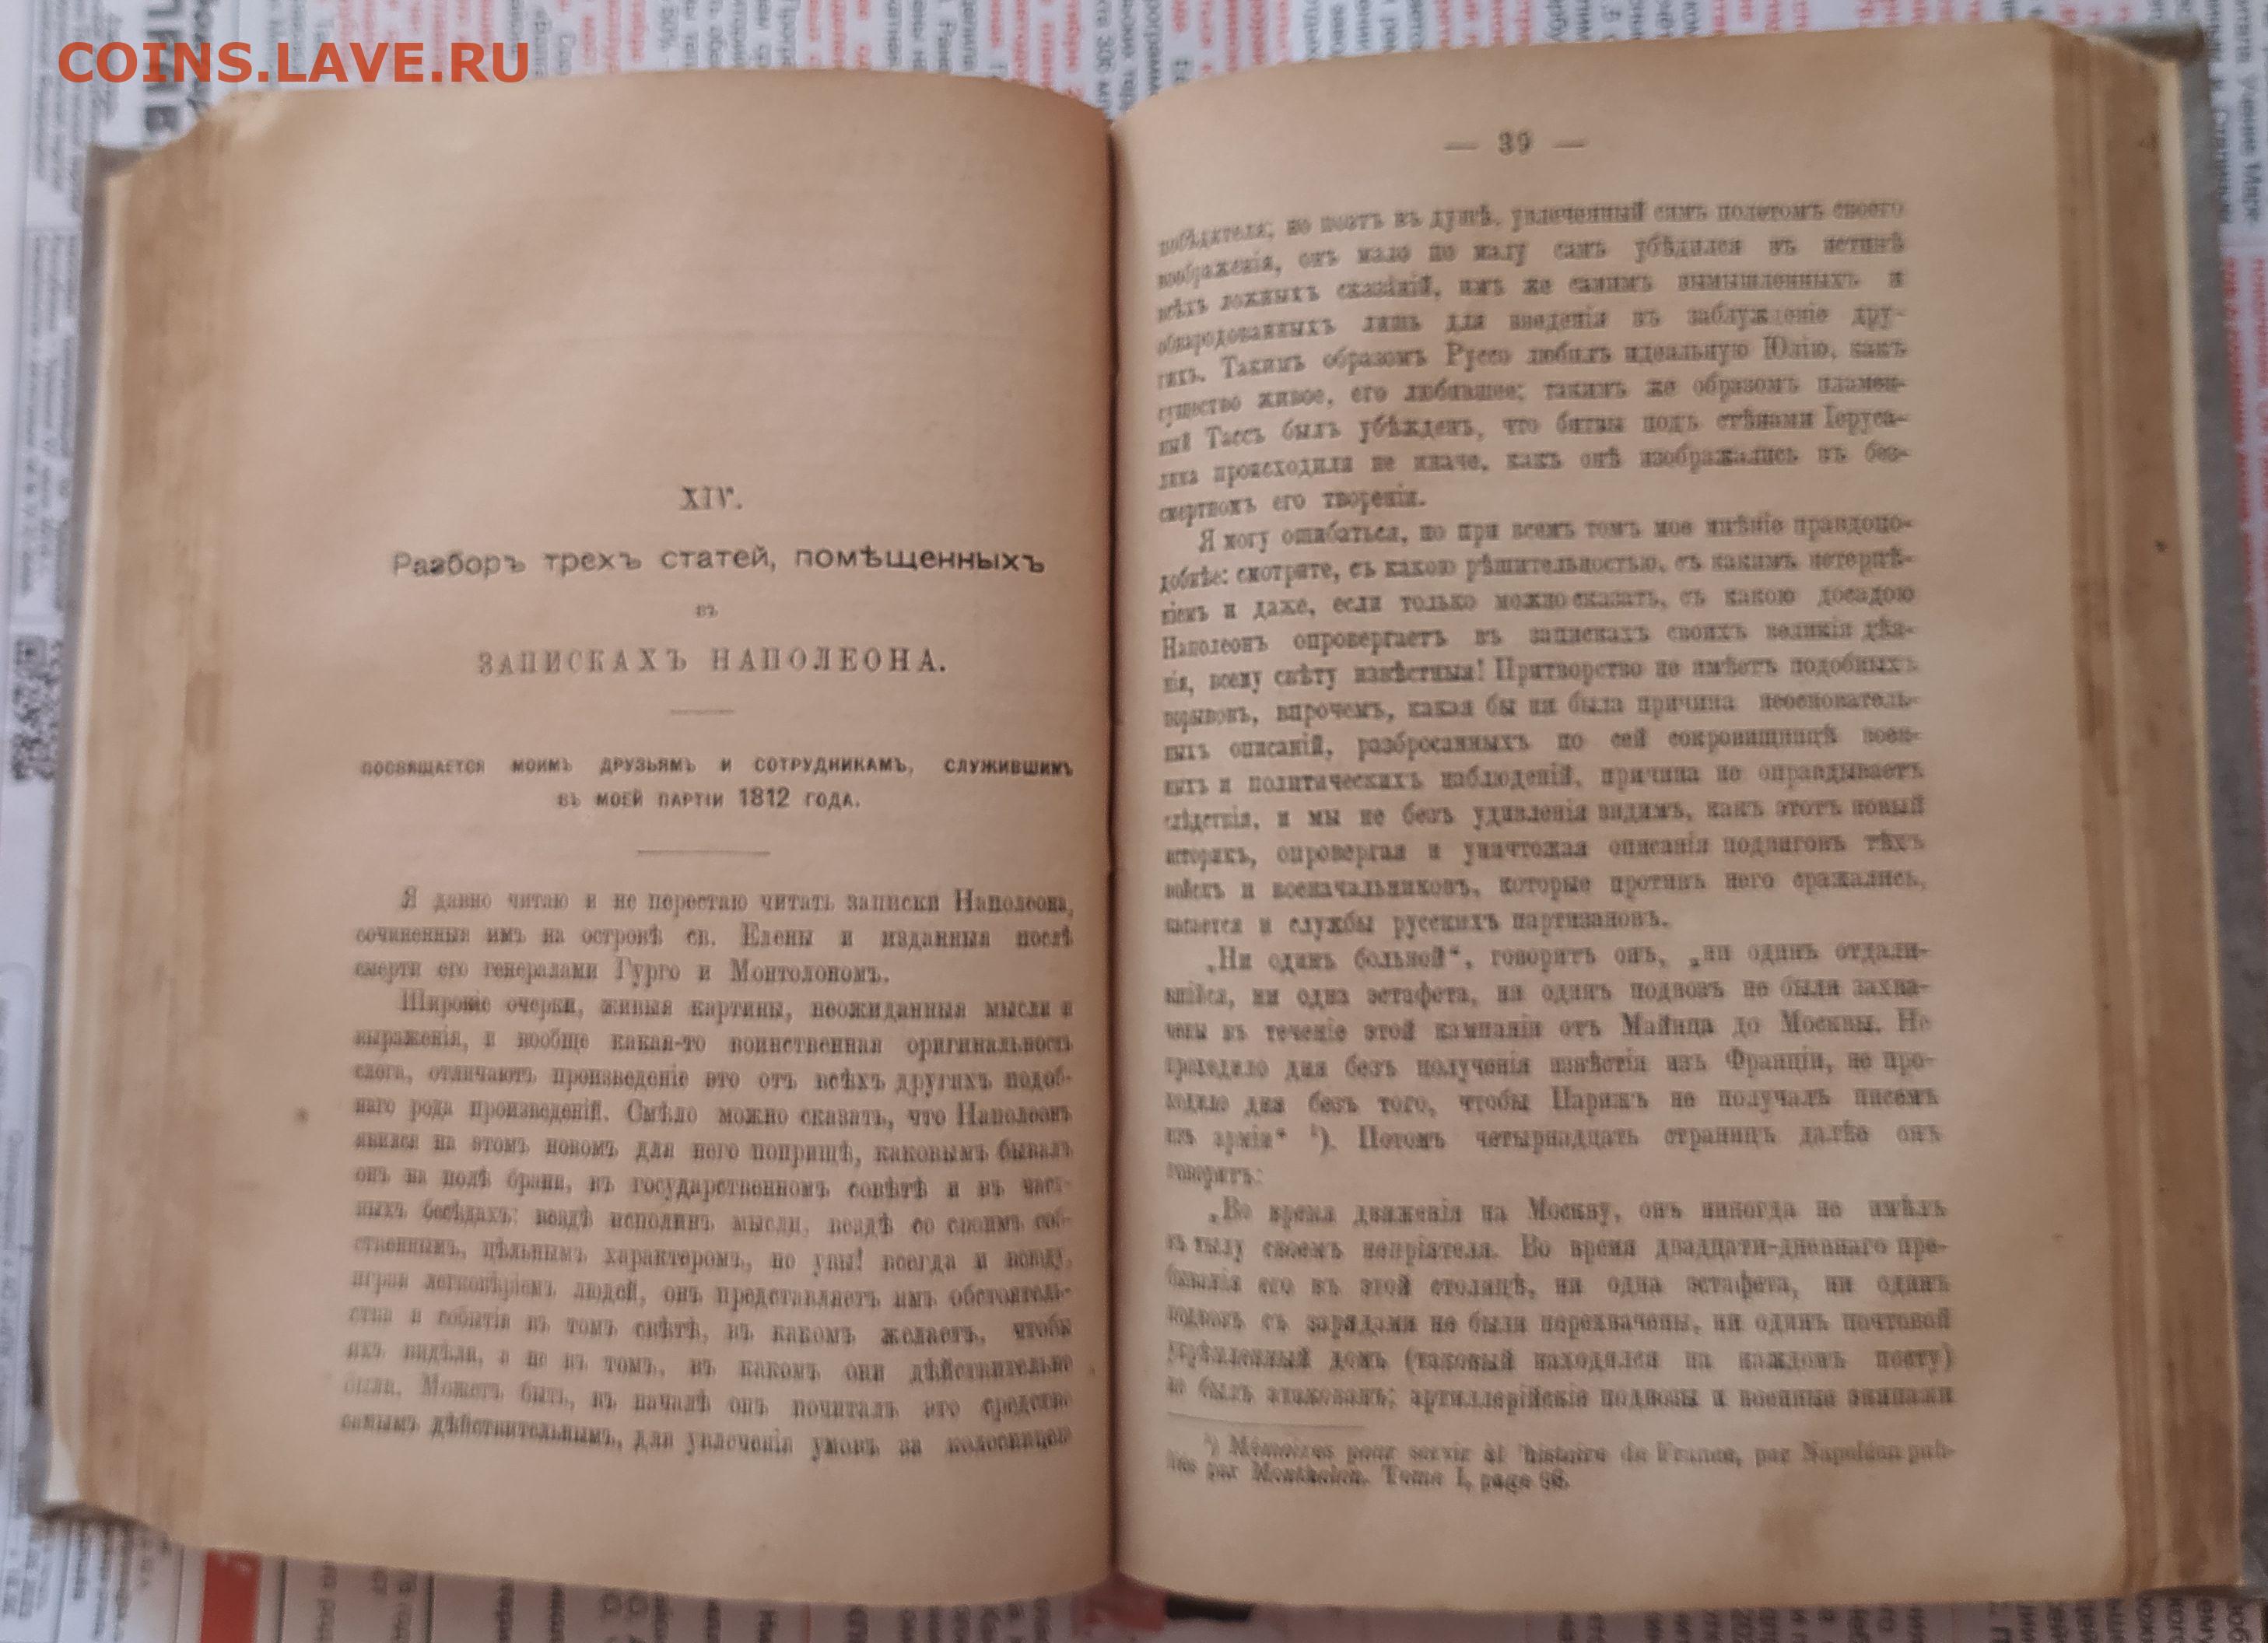 COINS.LAVE.RU
XIV.
Разборъ трехъ статей, помѣщенныхъ
въ
ЗАПИСКАХЪ НАПОЛЕОНА.
ПОСВЯЩАЕТСЯ МОИМЪ ДРУЗЬЯМЪ И СОТРУДНИКАМЪ, СЛУЖИВШИМЪ
ВЪ МОЕЙ ПАРТІИ 1812 ГОДА.
Я давно читаю и не перестаю читать записки Наполеона,
сочиненныя имъ на островѣ св. Елены и изданныя послѣ
смерти его генералами Гурго и Монтолономъ.
Широкіе очерки, живыя картины, неожиданныя мысли и
выраженія, и вообще какая-то воинственная оригинальность
слога, отличаютъ произведеніе это отъ всѣхъ другихъ подоб-
наго рода произведеній. Смѣло можно сказать, что Наполеонъ
явился на этомъ новомъ для него поприщѣ, каковымъ бывалъ
онъ на полѣ брани, въ государственномъ совѣтѣ и въ част-
ныхъ бесѣдахъ: вездѣ исполинъ мысли, вездѣ со своимъ соб-
ственнымъ, цѣльнымъ характеромъ, но увы! всегда и всюду,
играя легковѣріемъ людей, онъ представляетъ имъ обстоятель-
ства и событія въ томъ свѣтѣ, въ какомъ желаетъ, чтобы
ихъ видѣли, а не въ томъ, въ какомъ они дѣйствительно
были. Можетъ быть, въ началѣ онъ почиталъ это средство
самымъ дѣйствительнымъ, для увлеченія умовъ за колесницею
— 39 —
побѣдителя; но поэтъ въ душѣ, увлеченный симъ полетомъ своего
воображенія, онъ мало по малу самъ убѣдился въ истинѣ
всѣхъ ложныхъ сказаній, имъ же самимъ вымышленныхъ и
обнародованныхъ лишь для введенія въ заблужденіе дру-
гихъ. Такимъ образомъ Руссо любилъ идеальную Юлію, какъ
существо живое, его любившее; такимъ же образомъ пламен-
ный Тассъ былъ убѣжденъ, что битвы подъ стѣнами Іеруса-
лима происходили не иначе, какъ онѣ изображались въ без-
смертномъ его твореніи.
Я могу ошибаться, но при всемъ томъ мое мнѣніе правдопо-
добнѣе: смотрите, съ какою рѣшительностью, съ какимъ нетерпѣ-
ніемъ и даже, если только можно сказать, съ какою досадою
Наполеонъ опровергаетъ въ запискахъ своихъ великія дѣя-
нія, всему свѣту извѣстныя! Притворство не имѣетъ подобныхъ
порывовъ, впрочемъ, какая бы ни была причина неосновательь-
ныхъ описаній, разбросанныхъ по сей сокровищницѣ воен-
ныхъ и политическихъ наблюденій, причина не оправдываетъ
слѣдствія, и мы не безъ удивленія видимъ, какъ этотъ новый
историкъ, опровергая и уничтожая описанія подвиговъ тѣхъ
войскъ и военачальниковъ, которые противъ него сражались,
касается и службы русскихъ партизановъ.
„Ни одинъ больной“, говоритъ онъ, „ни одинъ отдали-
вшійся, ни одна эстафета, ни одинъ подвозъ не были захва-
чены въ теченіе этой кампаніи отъ Майнца до Москвы. Не
проходило дня безъ полученія извѣстія изъ Франціи, не про-
ходило дня безъ того, чтобы Парижъ не получалъ писемъ
изъ арміи“ ¹). Потомъ четырнадцать страницъ далѣе онъ
говоритъ:
„Во время движенія на Москву, онъ никогда не имѣлъ
въ тылу своемъ непріятеля. Во время двадцати-дневнаго пре-
быванія его въ этой столицѣ, ни одна эстафета, ни одинъ
подвозъ съ зарядами не были перехвачены, ни одинъ почтовой
укрѣпленный домъ (таковый находился на каждомъ посту)
не былъ атакованъ; артиллерійскіе подвозы и военные экипажи
¹) Mémoires pour servir àl 'histoire de France, par Napoléon pub-
liés par Montholon. Tome I, page 98.